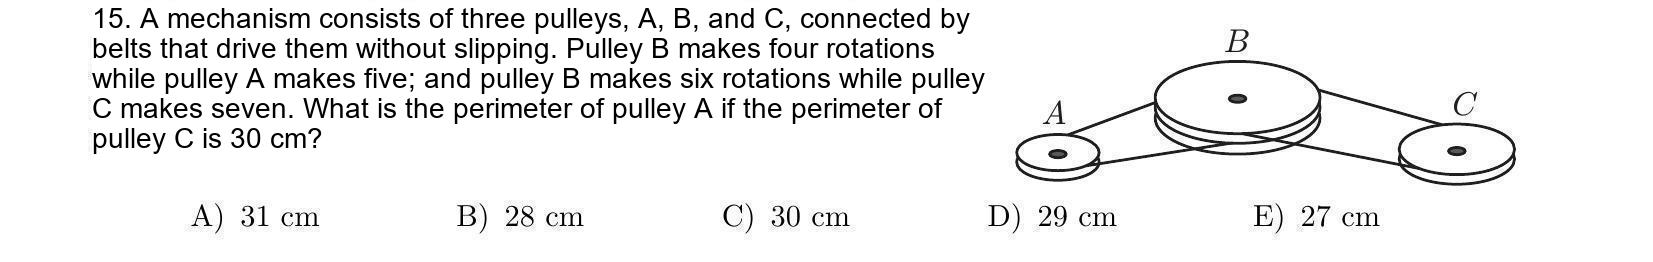 15. A mechanism consists of three pulleys, A, B, and C, connected by
belts that drive them without slipping. Pulley B makes four rotations
while pulley A makes five; and pulley B makes six rotations while pulley
C makes seven. What is the perimeter of pulley A if the perimeter of
pulley C is 30 cm?
B
A
C
A) 31 cm B) 28 cm C) 30 cm D) 29 cm E) 27 cm